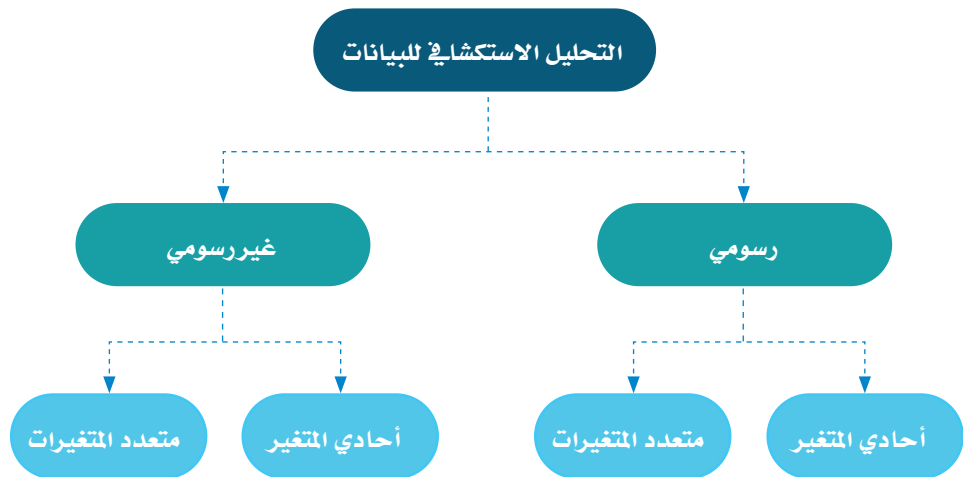 التحليل الاستكشافي للبيانات
رسومي
غير رسومي
أحادي المتغير
متعدد المتغيرات
أحادي المتغير
متعدد المتغيرات